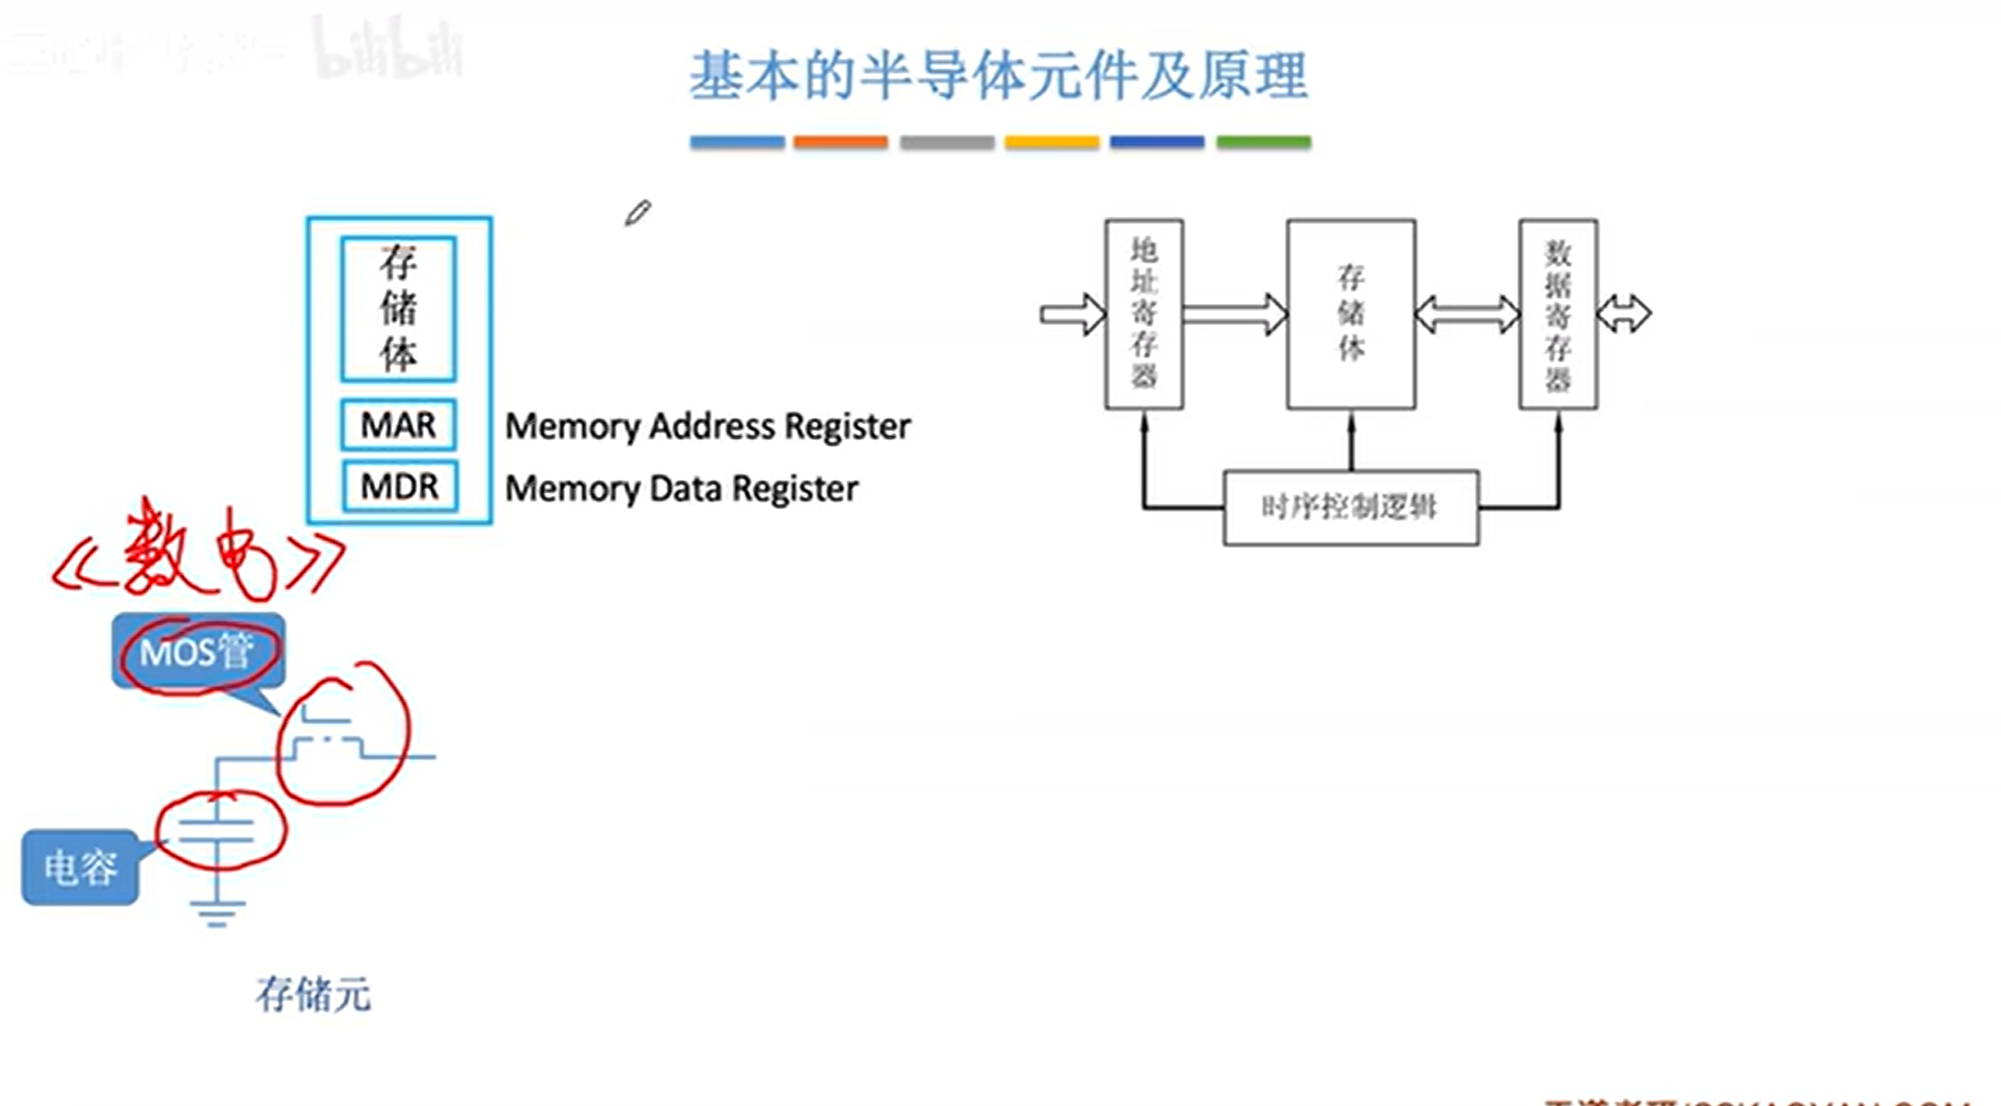 bilibili
基本的半导体元件及原理
存储体
MAR Memory Address Register
MDR Memory Data Register
地址寄存器
存储体
数据寄存器
时序控制逻辑
《数电》
MOS管
电容
存储元